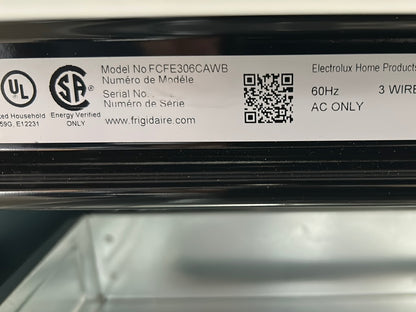 UL
SA
Listed Household
59G, E12231
Energy Verified
ONLY
Model No FCFE306CAWB
Numéro de Modèle
Serial No.
Numéro de Série
www.frigidaire.com
Electrolux Home Products
60Hz 3 WIRE
AC ONLY